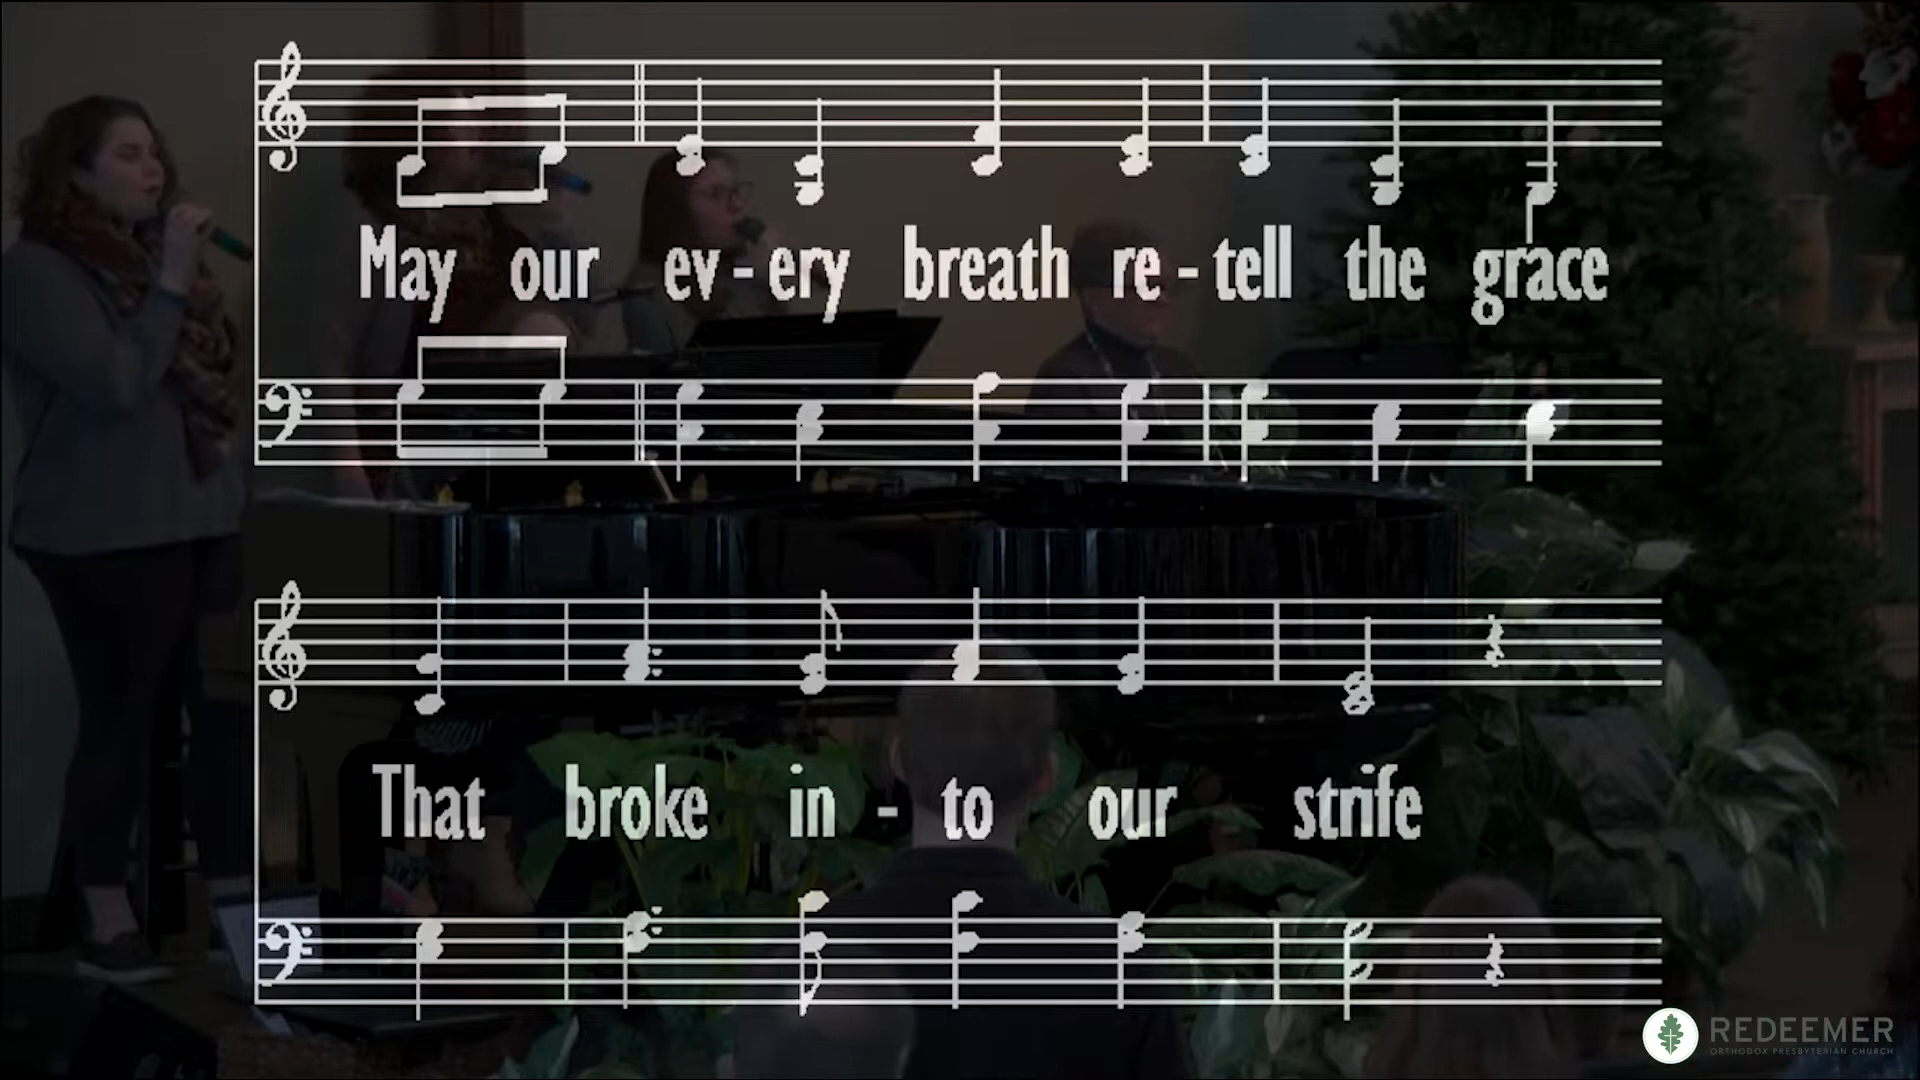 May our ev - ery breath re - tell the grace
That broke in - to our strife
REDEEMER
ORTHODOX PRESBYTERIAN CHURCH